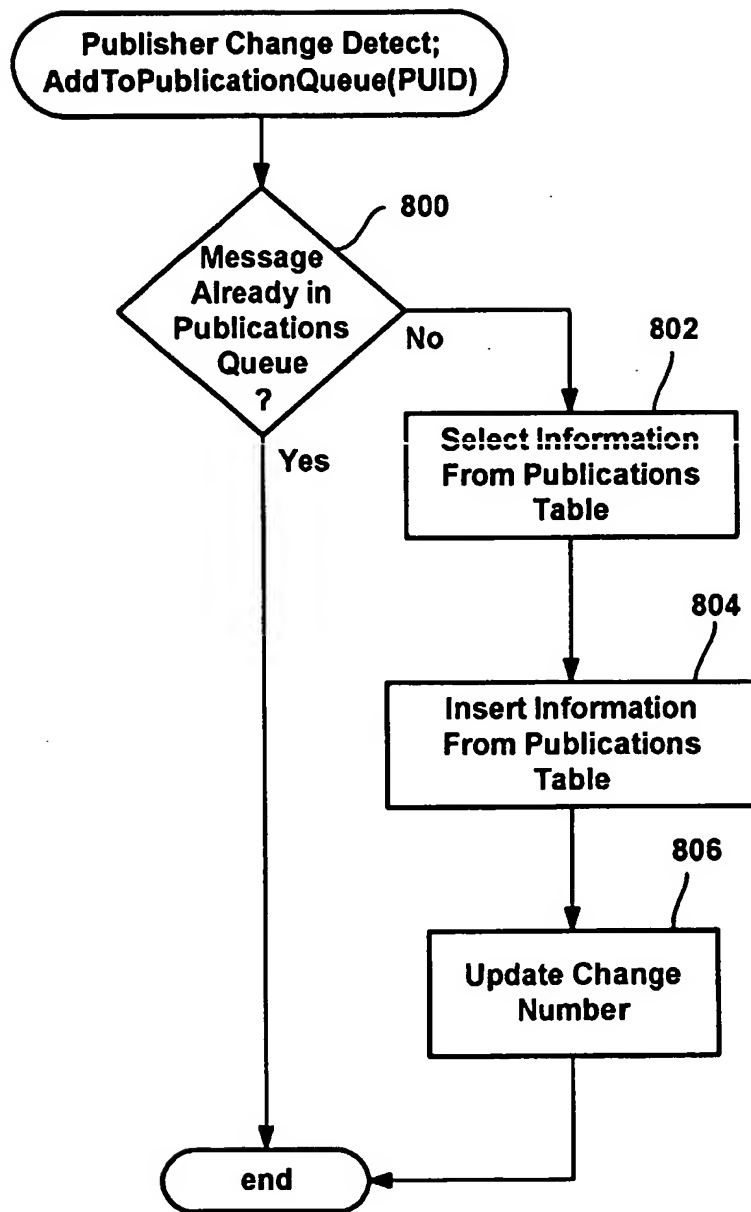 Publisher Change Detect;
AddToPublicationQueue(PUID)
800
Message
Already in
Publications
Queue
?
No
Yes
802
Select Information
From Publications
Table
804
Insert Information
From Publications
Table
806
Update Change
Number
end